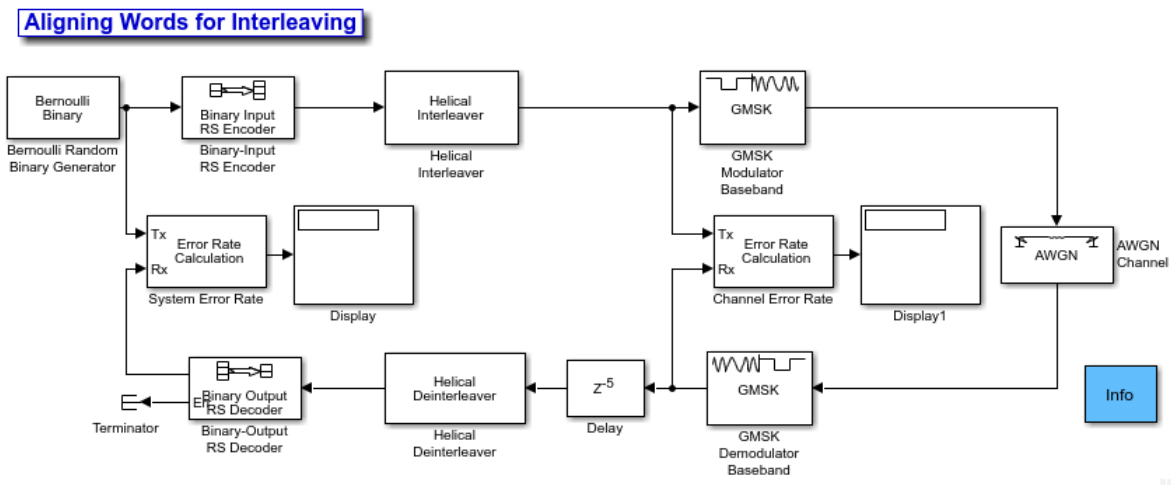 Aligning Words for Interleaving
Bernoulli
Binary
Bernoulli Random
Binary Generator
Binary Input
RS Encoder
Binary-Input
RS Encoder
Helical
Interleaver
Helical
Interleaver
GMSK
GMSK
Modulator
Baseband
Tx
Rx
Error Rate
Calculation
System Error Rate
Display
Tx
Rx
Error Rate
Calculation
Channel Error Rate
Display1
AWGN
AWGN
Channel
Binary Output
RS Decoder
Er
Binary-Output
RS Decoder
Terminator
Helical
Deinterleaver
Helical
Deinterleaver
Z-5
Delay
GMSK
GMSK
Demodulator
Baseband
Info